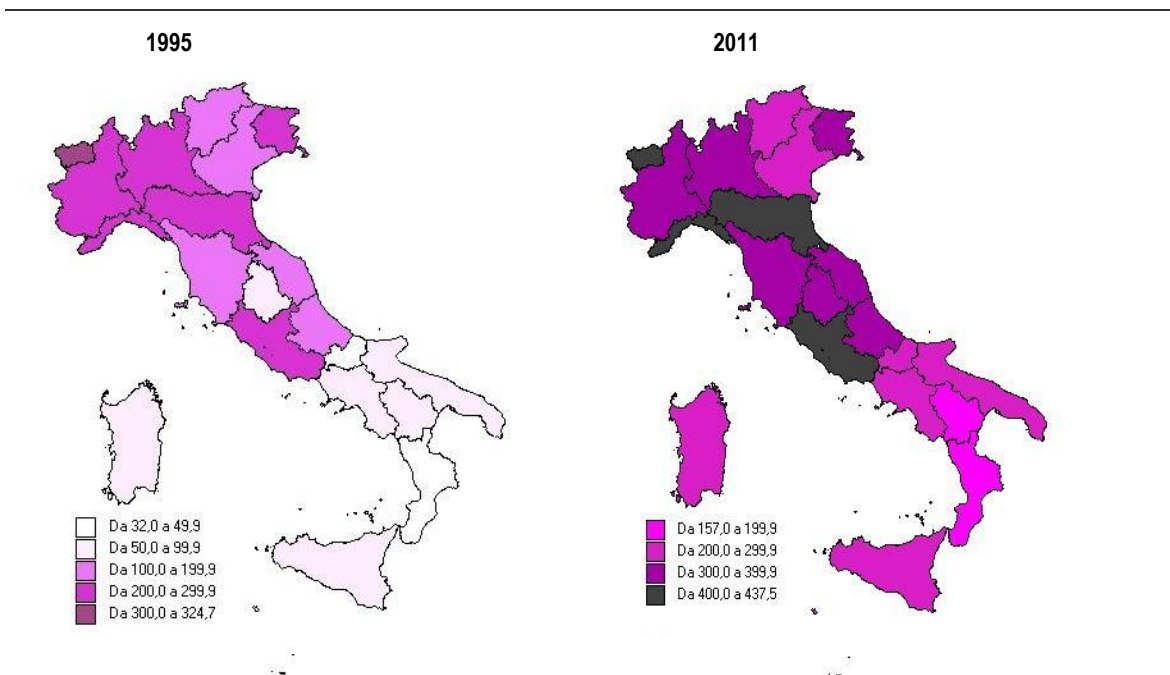 1995
2011
Da 32,0 a 49,9
Da 50,0 a 99,9
Da 100,0 a 199,9
Da 200,0 a 299,9
Da 300,0 a 324,7
Da 157,0 a 199,9
Da 200,0 a 299,9
Da 300,0 a 399,9
Da 400,0 a 437,5